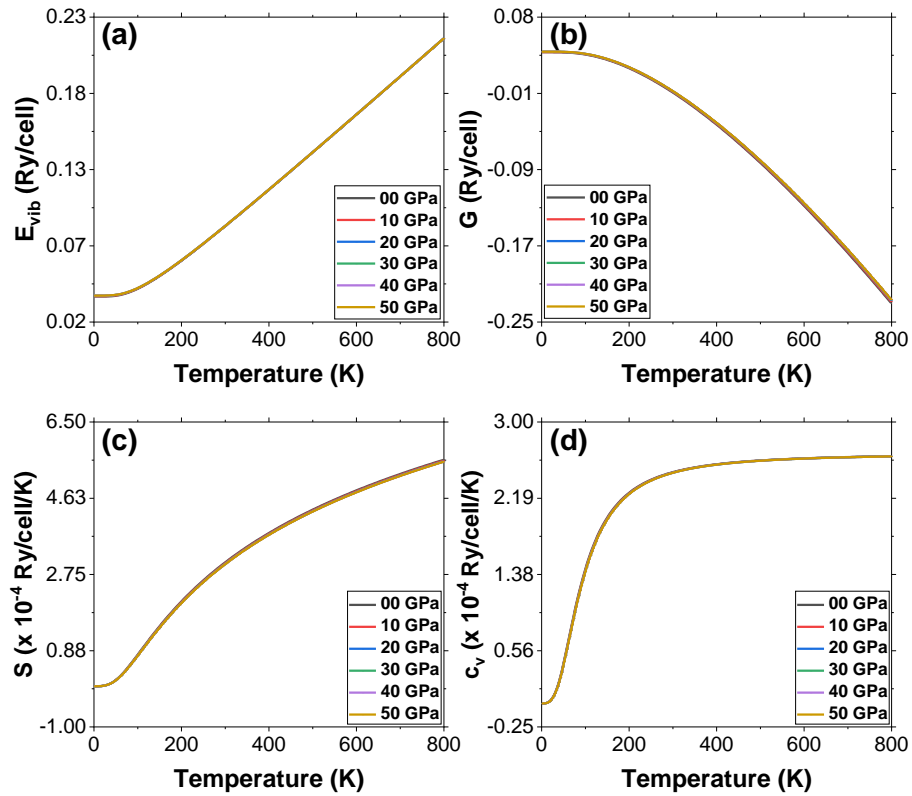 (a)
E_vib (Ry/cell)
0.23
0.18
0.13
0.07
0.02
00 GPa
10 GPa
20 GPa
30 GPa
40 GPa
50 GPa
0 200 400 600 800
Temperature (K)
(b)
G (Ry/cell)
0.08
-0.01
-0.09
-0.17
-0.25
00 GPa
10 GPa
20 GPa
30 GPa
40 GPa
50 GPa
0 200 400 600 800
Temperature (K)
(c)
S (x 10^-4 Ry/cell/K)
6.50
4.63
2.75
0.88
-1.00
00 GPa
10 GPa
20 GPa
30 GPa
40 GPa
50 GPa
0 200 400 600 800
Temperature (K)
(d)
c_v (x 10^-4 Ry/cell/K)
3.00
2.19
1.38
0.56
-0.25
00 GPa
10 GPa
20 GPa
30 GPa
40 GPa
50 GPa
0 200 400 600 800
Temperature (K)